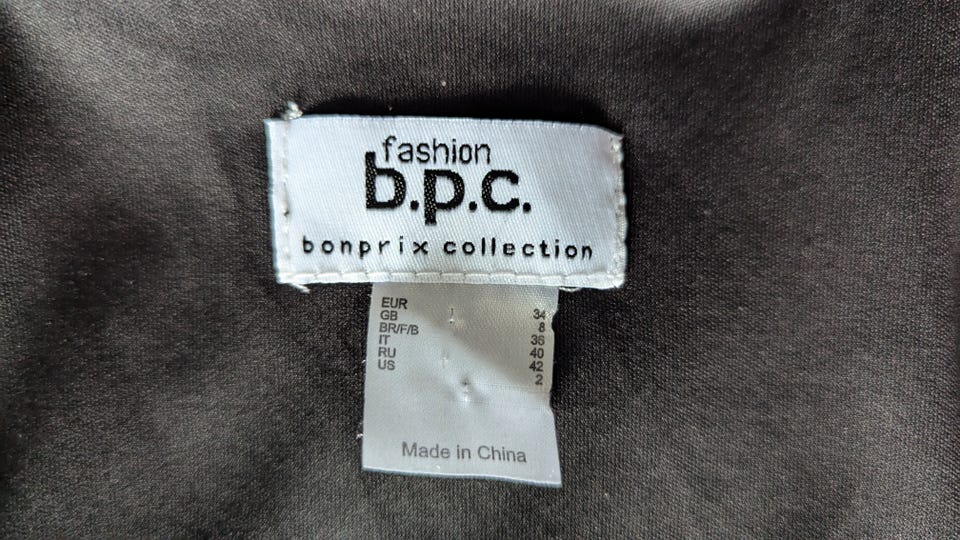 fashion
b.p.c.
bonprix collection
EUR 34
GB 8
BR/F/B 36
IT 40
RU 42
US 2
Made in China